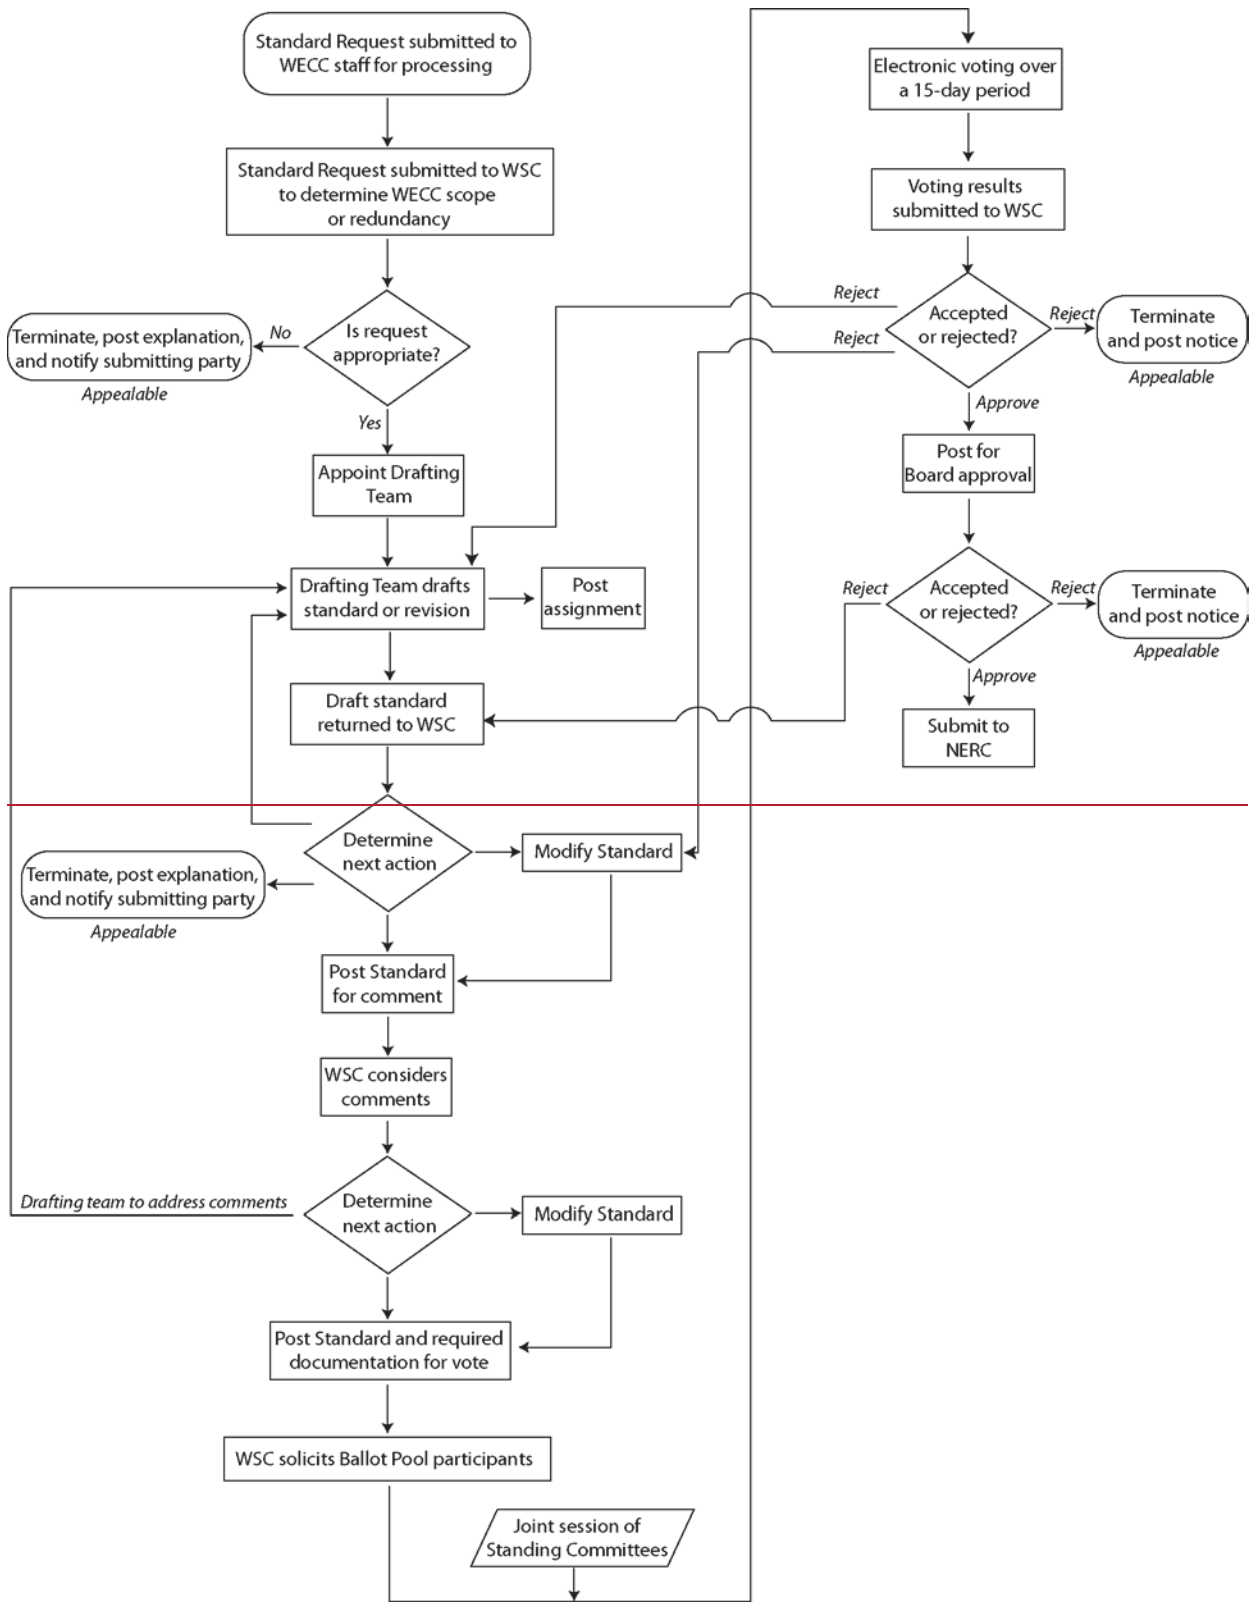 Standard Request submitted to
WECC staff for processing
Standard Request submitted to WSC
to determine WECC scope
or redundancy
Is request
appropriate?
No
Terminate, post explanation,
and notify submitting party
Appealable
Yes
Appoint Drafting
Team
Drafting Team drafts
standard or revision
Post
assignment
Draft standard
returned to WSC
Determine
next action
Modify Standard
Terminate, post explanation,
and notify submitting party
Appealable
Post Standard
for comment
WSC considers
comments
Determine
next action
Drafting team to address comments
Modify Standard
Post Standard and required
documentation for vote
WSC solicits Ballot Pool participants
Joint session of
Standing Committees
Electronic voting over
a 15-day period
Voting results
submitted to WSC
Accepted
or rejected?
Reject
Reject
Reject
Terminate
and post notice
Appealable
Approve
Post for
Board approval
Accepted
or rejected?
Reject
Reject
Terminate
and post notice
Appealable
Approve
Submit to
NERC